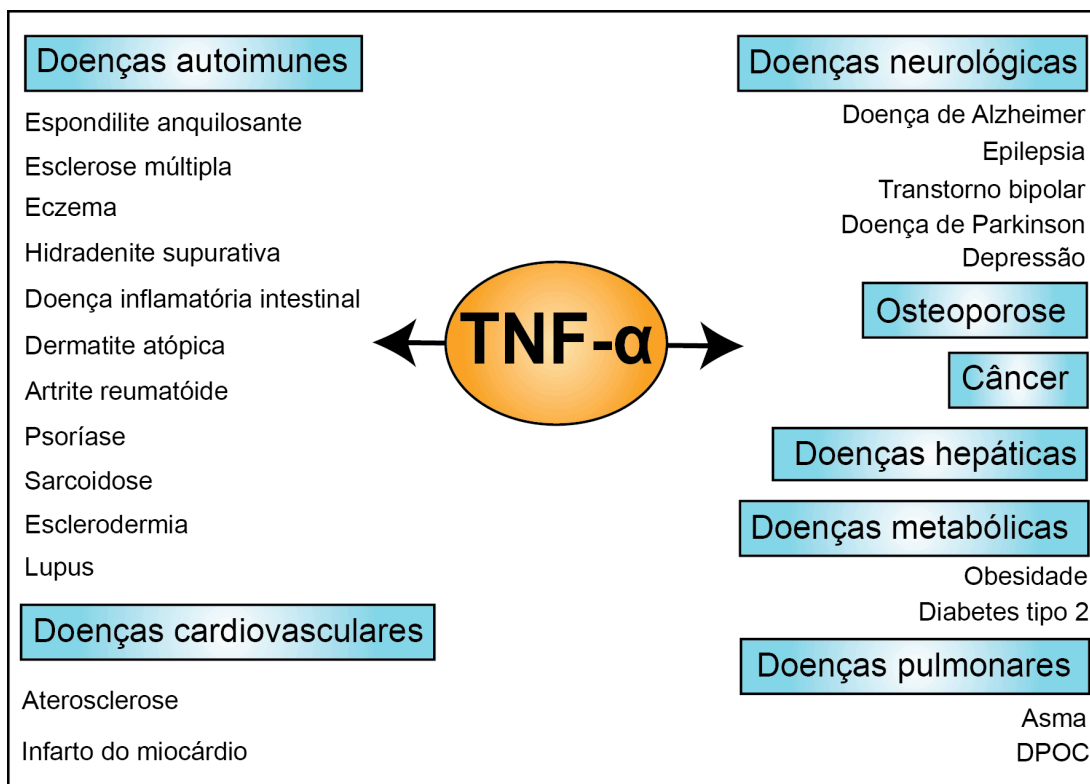 Doenças autoimunes
Espondilite anquilosante
Esclerose múltipla
Eczema
Hidradenite supurativa
Doença inflamatória intestinal
Dermatite atópica
Artrite reumatóide
Psoríase
Sarcoidose
Esclerodermia
Lupus
Doenças cardiovasculares
Aterosclerose
Infarto do miocárdio
TNF-α
Doenças neurológicas
Doença de Alzheimer
Epilepsia
Transtorno bipolar
Doença de Parkinson
Depressão
Osteoporose
Câncer
Doenças hepáticas
Doenças metabólicas
Obesidade
Diabetes tipo 2
Doenças pulmonares
Asma
DPOC